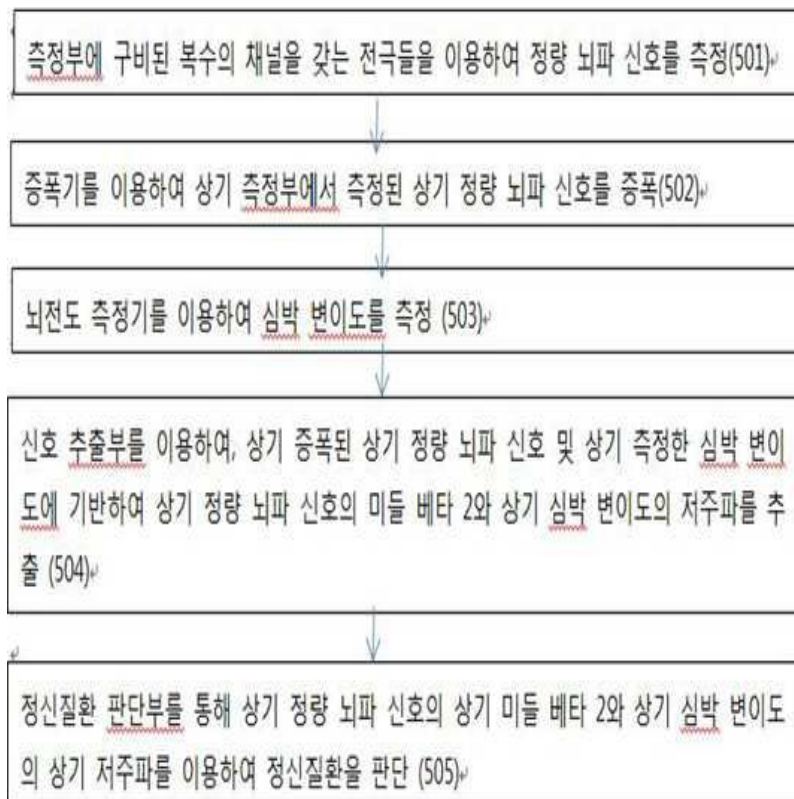 측정부에 구비된 복수의 채널을 갖는 전극들을 이용하여 정량 뇌파 신호를 측정(501)
증폭기를 이용하여 상기 측정부에서 측정된 상기 정량 뇌파 신호를 증폭(502)
뇌전도 측정기를 이용하여 심박 변이도를 측정 (503)
신호 추출부를 이용하여, 상기 증폭된 상기 정량 뇌파 신호 및 상기 측정한 심박 변이
도에 기반하여 상기 정량 뇌파 신호의 미들 베타 2와 상기 심박 변이도의 저주파를 추
출 (504)
정신질환 판단부를 통해 상기 정량 뇌파 신호의 상기 미들 베타 2와 상기 심박 변이도
의 상기 저주파를 이용하여 정신질환을 판단 (505)